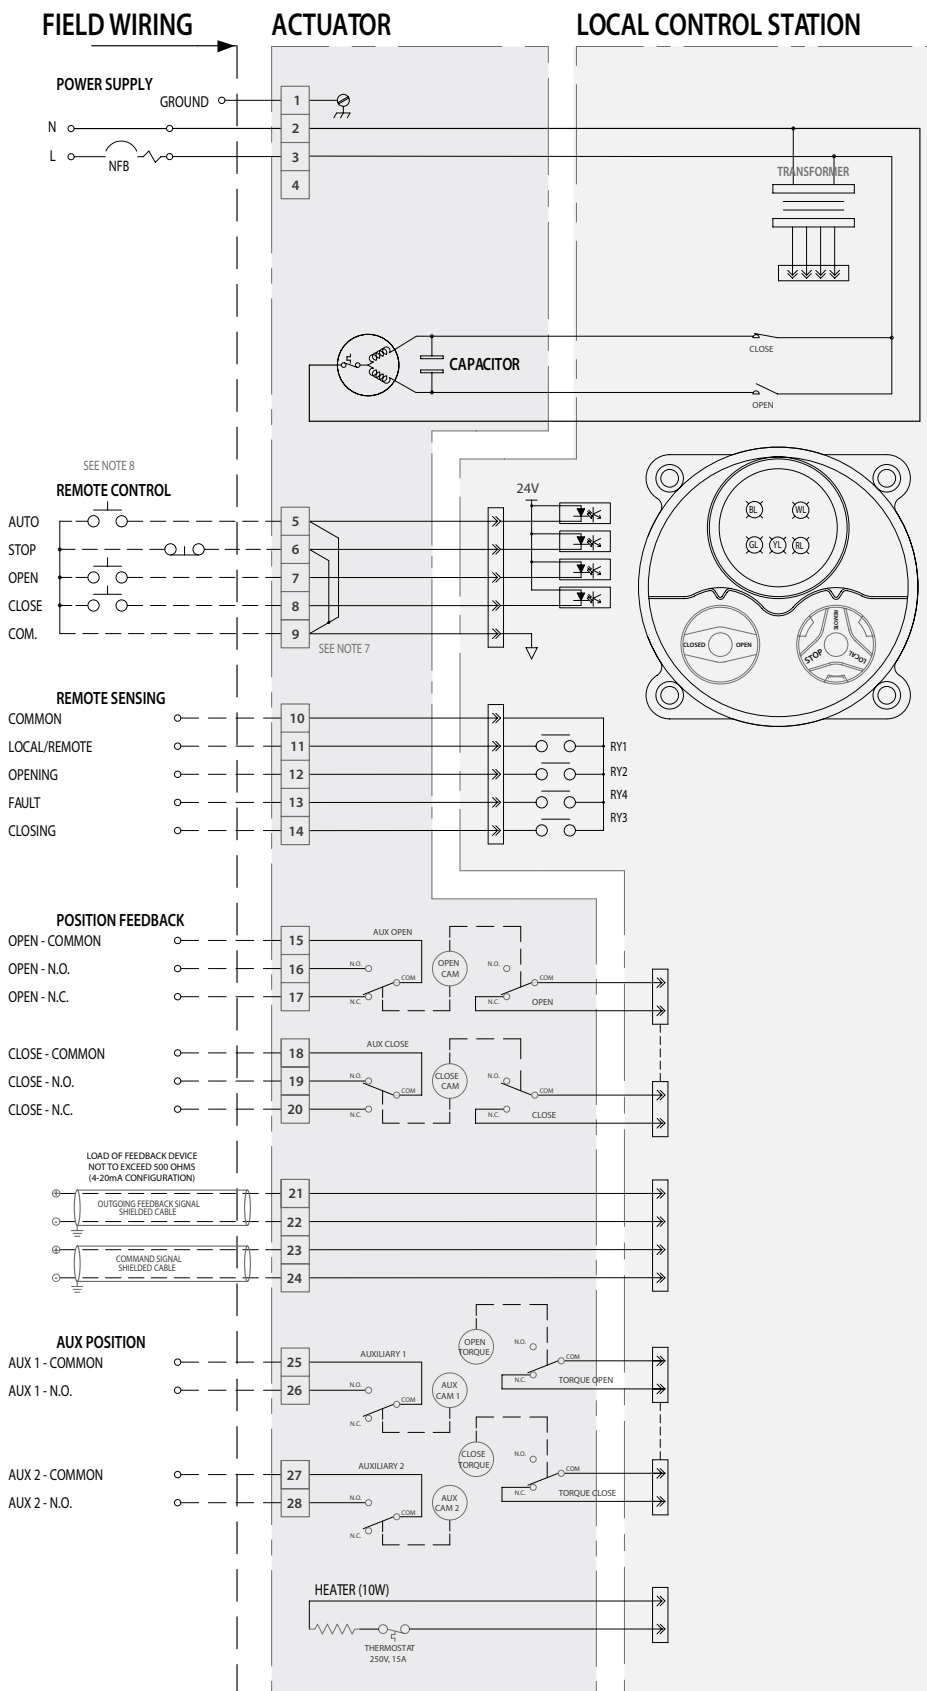 FIELD WIRING
ACTUATOR
LOCAL CONTROL STATION
POWER SUPPLY
GROUND
1
N
2
L
NFB
3
4
TRANSFORMER
CAPACITOR
CLOSE
OPEN
SEE NOTE 8
REMOTE CONTROL
24V
AUTO
5
STOP
6
OPEN
7
CLOSE
8
COM.
9
SEE NOTE 7
BL
WL
GL
YL
RL
CLOSED
OPEN
REMOTE
STOP
LOCAL
REMOTE SENSING
COMMON
10
LOCAL/REMOTE
11
RY1
OPENING
12
RY2
FAULT
13
RY4
CLOSING
14
RY3
POSITION FEEDBACK
OPEN - COMMON
15
AUX OPEN
OPEN - N.O.
16
N.O.
COM
OPEN
CAM
N.O.
COM
OPEN - N.C.
17
N.C.
N.C.
OPEN
CLOSE - COMMON
18
AUX CLOSE
CLOSE - N.O.
19
N.O.
COM
CLOSE
CAM
N.O.
COM
CLOSE - N.C.
20
N.C.
N.C.
CLOSE
LOAD OF FEEDBACK DEVICE
NOT TO EXCEED 500 OHMS
(4-20mA CONFIGURATION)
+
21
OUTGOING FEEDBACK SIGNAL
SHIELDED CABLE
-
22
+
23
COMMAND SIGNAL
SHIELDED CABLE
-
24
AUX POSITION
OPEN
TORQUE
N.O.
COM
N.C.
TORQUE OPEN
AUX 1 - COMMON
25
AUXILIARY 1
AUX 1 - N.O.
26
N.O.
COM
N.C.
AUX
CAM 1
CLOSE
TORQUE
N.O.
COM
N.C.
TORQUE CLOSE
AUX 2 - COMMON
27
AUXILIARY 2
AUX 2 - N.O.
28
N.O.
COM
N.C.
AUX
CAM 2
HEATER (10W)
THERMOSTAT
250V, 15A